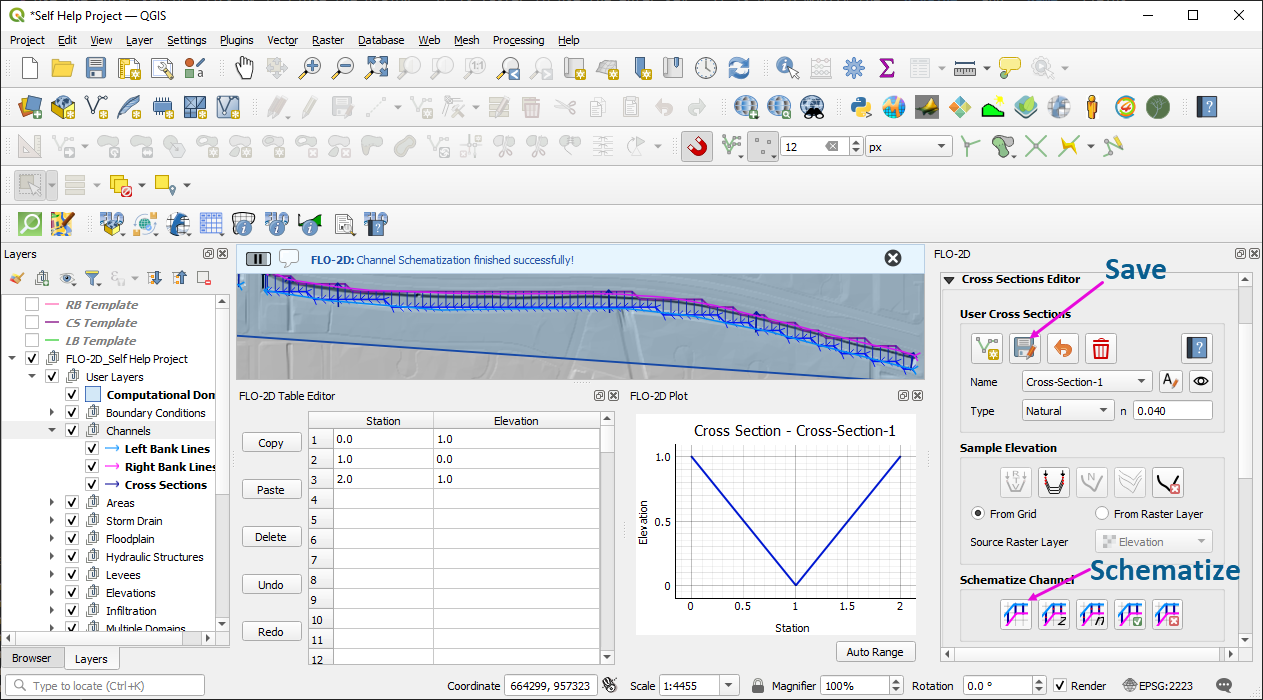 *Self Help Project — QGIS
Project Edit View Layer Settings Plugins Vector Raster Database Web Mesh Processing Help
12 px
Layers
RB Template
CS Template
LB Template
FLO-2D_Self Help Project
User Layers
Computational Don
Boundary Conditions
Channels
Left Bank Lines
Right Bank Lines
Cross Sections
Areas
Storm Drain
Floodplain
Hydraulic Structures
Levees
Elevations
Infiltration
Multiple Domains
Browser Layers
FLO-2D: Channel Schematization finished successfully!
FLO-2D Table Editor
Copy
Paste
Delete
Undo
Redo
Station Elevation
1 0.0 1.0
2 1.0 0.0
3 2.0 1.0
4
5
6
7
8
9
10
11
12
FLO-2D Plot
Cross Section - Cross-Section-1
Elevation
1.0
0.5
0
0 0.5 1 1.5 2
Station
Auto Range
FLO-2D
Cross Sections Editor
Save
User Cross Sections
Name Cross-Section-1
Type Natural n 0.040
Sample Elevation
From Grid From Raster Layer
Source Raster Layer Elevation
Schematize Channel
Schematize
Type to locate (Ctrl+K)
Coordinate 664299, 957323 Scale 1:4455 Magnifier 100% Rotation 0.0 ° Render EPSG:2223